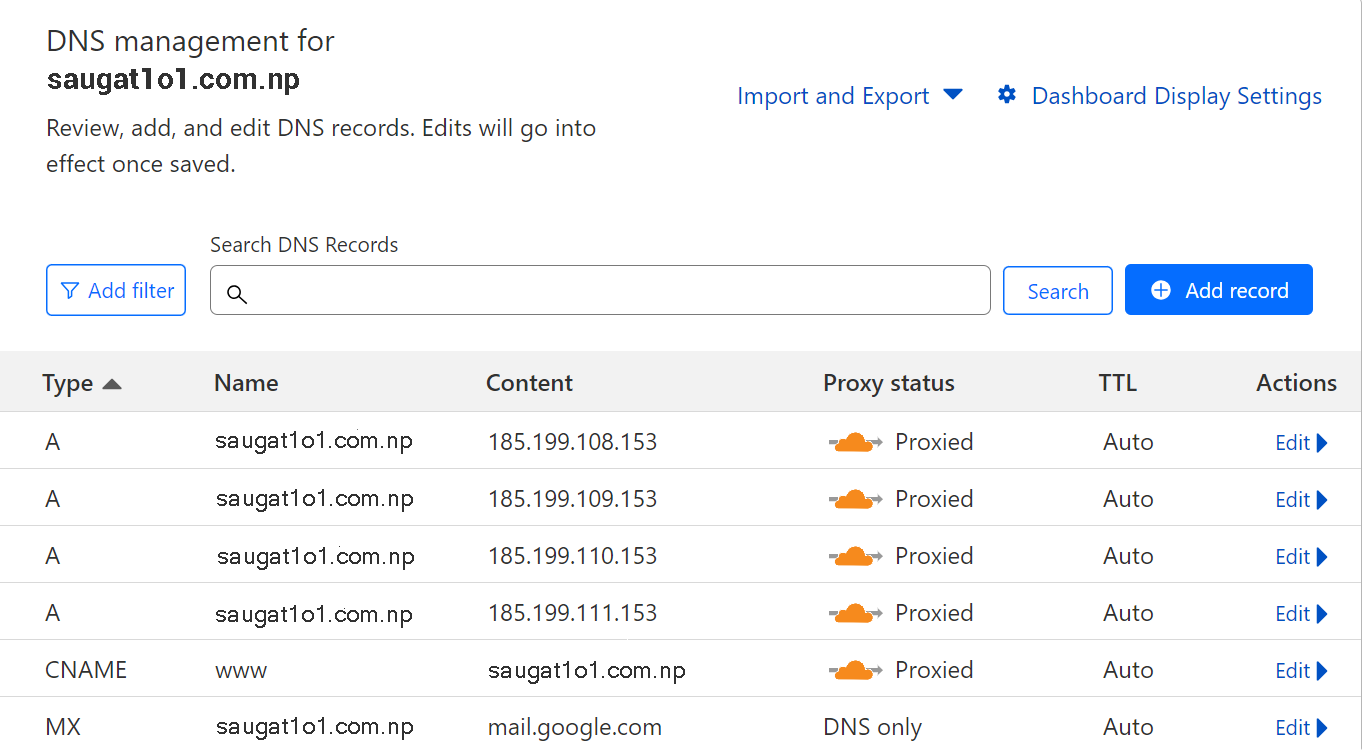 DNS management for
saugat1o1.com.np
Import and Export Dashboard Display Settings
Review, add, and edit DNS records. Edits will go into
effect once saved.
Search DNS Records
Add filter Search Add record
Type Name Content Proxy status TTL Actions
A saugat1o1.com.np 185.199.108.153 Proxied Auto Edit
A saugat1o1.com.np 185.199.109.153 Proxied Auto Edit
A saugat1o1.com.np 185.199.110.153 Proxied Auto Edit
A saugat1o1.com.np 185.199.111.153 Proxied Auto Edit
CNAME www saugat1o1.com.np Proxied Auto Edit
MX saugat1o1.com.np mail.google.com DNS only Auto Edit